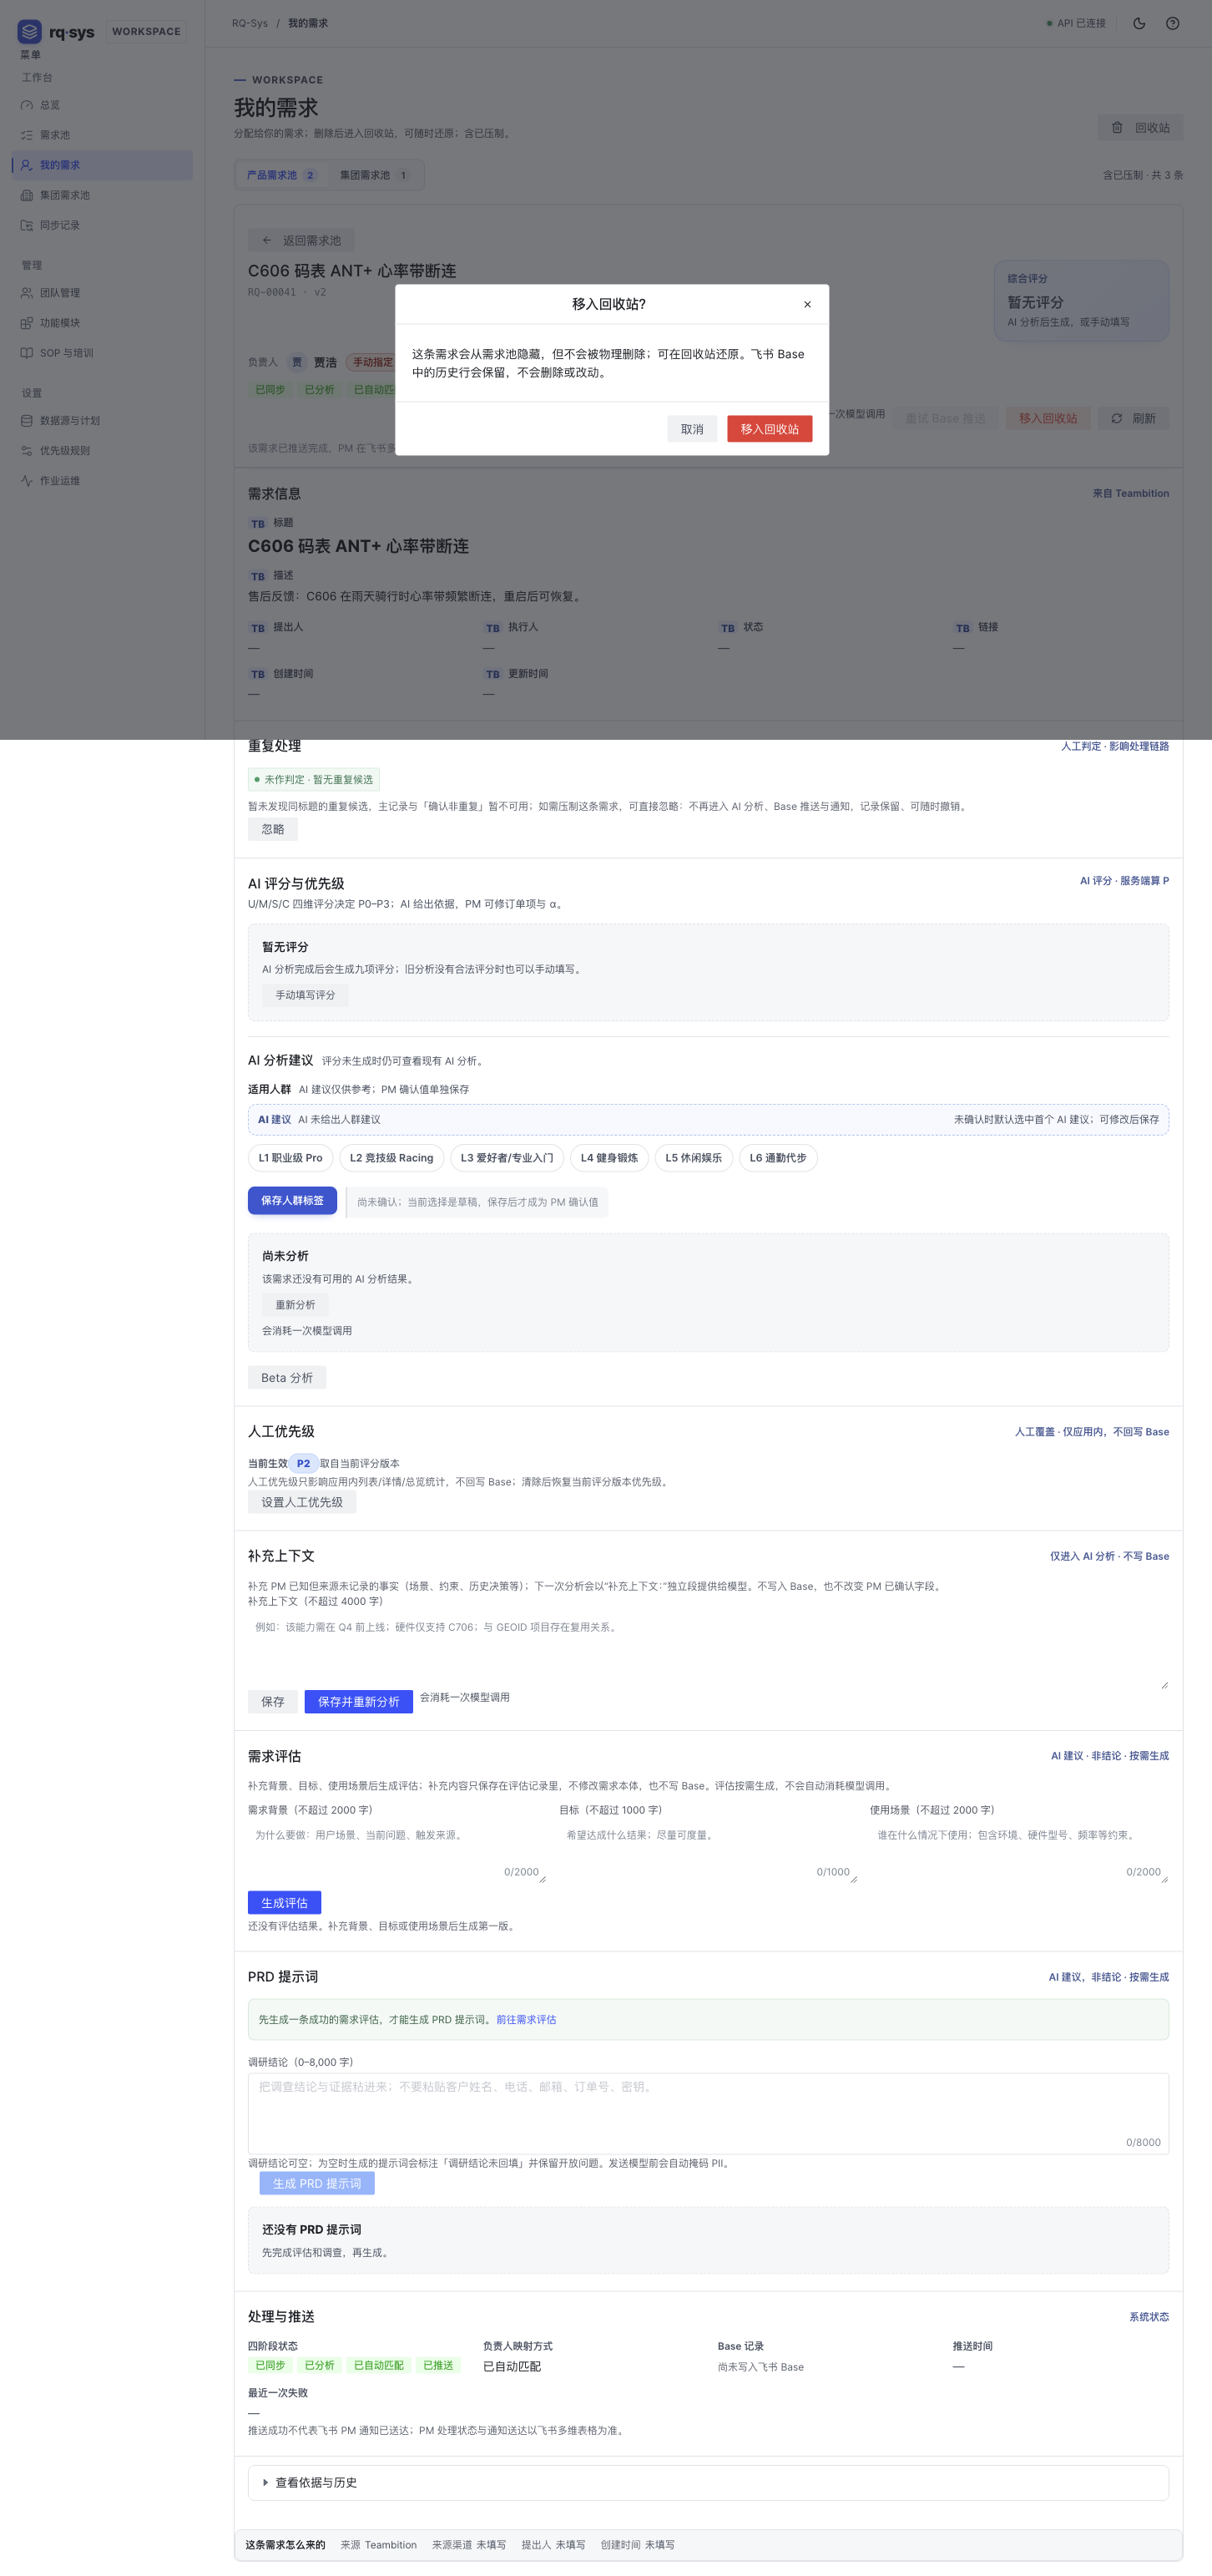 rq·sys WORKSPACE
菜单
工作台
总览
需求池
我的需求
集团需求池
同步记录
管理
团队管理
功能模块
SOP 与培训
设置
数据源与计划
优先级规则
作业运维
RQ-Sys / 我的需求
API 已连接
WORKSPACE
我的需求
分配给你的需求；删除后进入回收站，可随时还原；含已压制。
回收站
产品需求池 2 集团需求池 1
含已压制 · 共 3 条
返回需求池
C606 码表 ANT+ 心率带断连
RQ-00041 · v2
综合评分
暂无评分
AI 分析后生成，或手动填写
负责人 贾 贾浩 手动指定
已同步 已分析 已自动匹
一次模型调用 重试 Base 推送 移入回收站 刷新
该需求已推送完成，PM 在飞书多
移入回收站?
这条需求会从需求池隐藏，但不会被物理删除；可在回收站还原。飞书 Base
中的历史行会保留，不会删除或改动。
取消 移入回收站
需求信息
来自 Teambition
TB 标题
C606 码表 ANT+ 心率带断连
TB 描述
售后反馈：C606 在雨天骑行时心率带频繁断连，重启后可恢复。
TB 提出人 TB 执行人 TB 状态 TB 链接
— — — —
TB 创建时间 TB 更新时间
— —
重复处理
人工判定 · 影响处理链路
未作判定 · 暂无重复候选
暂未发现同标题的重复候选，主记录与「确认非重复」暂不可用；如需压制这条需求，可直接忽略：不再进入 AI 分析、Base 推送与通知，记录保留、可随时撤销。
忽略
AI 评分与优先级
AI 评分 · 服务端算 P
U/M/S/C 四维评分决定 P0–P3；AI 给出依据，PM 可修订单项与 α。
暂无评分
AI 分析完成后会生成九项评分；旧分析没有合法评分时也可以手动填写。
手动填写评分
AI 分析建议 评分未生成时仍可查看现有 AI 分析。
适用人群 AI 建议仅供参考；PM 确认值单独保存
AI 建议 AI 未给出人群建议 未确认时默认选中首个 AI 建议；可修改后保存
L1 职业级 Pro L2 竞技级 Racing L3 爱好者/专业入门 L4 健身锻炼 L5 休闲娱乐 L6 通勤代步
保存人群标签 尚未确认；当前选择是草稿，保存后才成为 PM 确认值
尚未分析
该需求还没有可用的 AI 分析结果。
重新分析
会消耗一次模型调用
Beta 分析
人工优先级
人工覆盖 · 仅应用内，不回写 Base
当前生效 P2 取自当前评分版本
人工优先级只影响应用内列表/详情/总览统计，不回写 Base；清除后恢复当前评分版本优先级。
设置人工优先级
补充上下文
仅进入 AI 分析 · 不写 Base
补充 PM 已知但来源未记录的事实（场景、约束、历史决策等）；下一次分析会以“补充上下文：”独立段提供给模型。不写入 Base，也不改变 PM 已确认字段。
补充上下文（不超过 4000 字）
例如：该能力需在 Q4 前上线；硬件仅支持 C706；与 GEOID 项目存在复用关系。
保存 保存并重新分析 会消耗一次模型调用
需求评估
AI 建议 · 非结论 · 按需生成
补充背景、目标、使用场景后生成评估；补充内容只保存在评估记录里，不修改需求本体，也不写 Base。评估按需生成，不会自动消耗模型调用。
需求背景（不超过 2000 字） 目标（不超过 1000 字） 使用场景（不超过 2000 字）
为什么要做：用户场景、当前问题、触发来源。 希望达成什么结果；尽量可度量。 谁在什么情况下使用；包含环境、硬件型号、频率等约束。
0/2000 0/1000 0/2000
生成评估
还没有评估结果。补充背景、目标或使用场景后生成第一版。
PRD 提示词
AI 建议，非结论 · 按需生成
先生成一条成功的需求评估，才能生成 PRD 提示词。前往需求评估
调研结论（0–8,000 字）
把调查结论与证据粘进来；不要粘贴客户姓名、电话、邮箱、订单号、密钥。
0/8000
调研结论可空；为空时生成的提示词会标注「调研结论未回填」并保留开放问题。发送模型前会自动掩码 PII。
生成 PRD 提示词
还没有 PRD 提示词
先完成评估和调查，再生成。
处理与推送
系统状态
四阶段状态 负责人映射方式 Base 记录 推送时间
已同步 已分析 已自动匹配 已推送 已自动匹配 尚未写入飞书 Base —
最近一次失败
—
推送成功不代表飞书 PM 通知已送达；PM 处理状态与通知送达以飞书多维表格为准。
查看依据与历史
这条需求怎么来的 来源 Teambition 来源渠道 未填写 提出人 未填写 创建时间 未填写